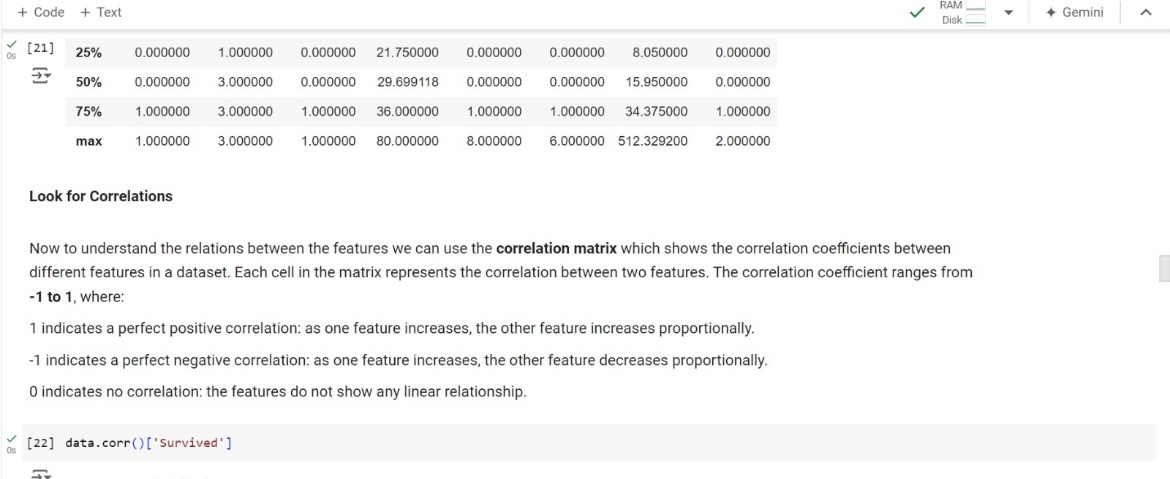 + Code + Text RAM Disk Gemini
[21] 25% 0.000000 1.000000 0.000000 21.750000 0.000000 0.000000 8.050000 0.000000
0s
50% 0.000000 3.000000 0.000000 29.699118 0.000000 0.000000 15.950000 0.000000
75% 1.000000 3.000000 1.000000 36.000000 1.000000 1.000000 34.375000 1.000000
max 1.000000 3.000000 1.000000 80.000000 8.000000 6.000000 512.329200 2.000000
Look for Correlations
Now to understand the relations between the features we can use the correlation matrix which shows the correlation coefficients between
different features in a dataset. Each cell in the matrix represents the correlation between two features. The correlation coefficient ranges from
-1 to 1, where:
1 indicates a perfect positive correlation: as one feature increases, the other feature increases proportionally.
-1 indicates a perfect negative correlation: as one feature increases, the other feature decreases proportionally.
0 indicates no correlation: the features do not show any linear relationship.
[22] data.corr()['Survived']
0s